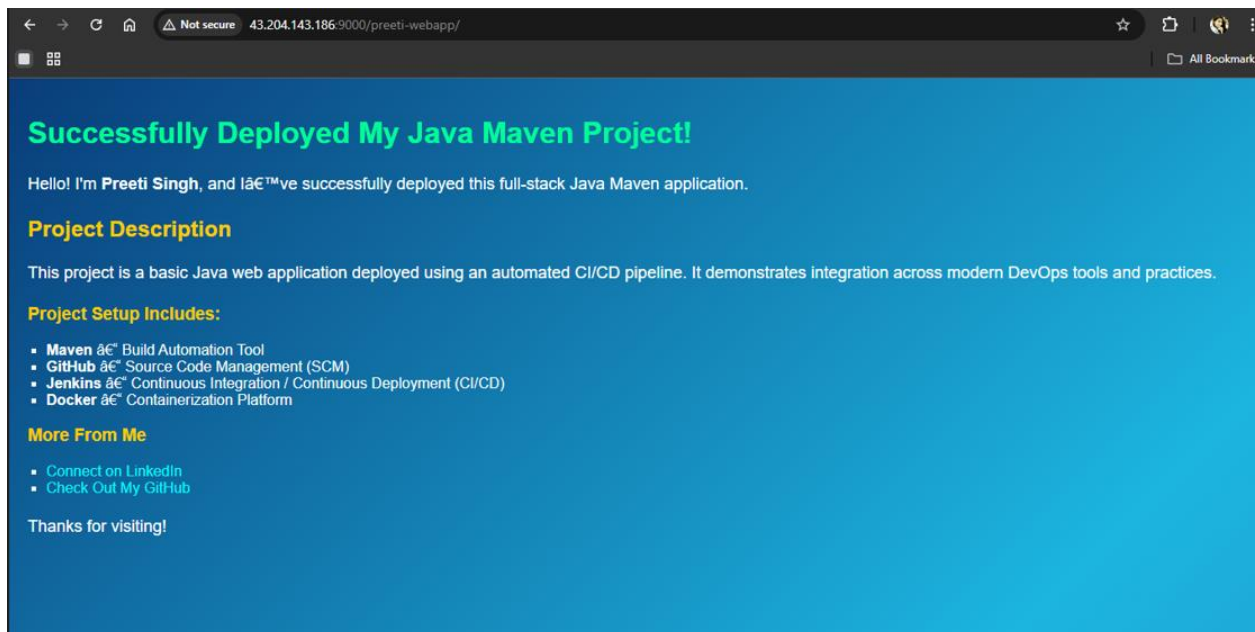 Not secure 43.204.143.186:9000/preeti-webapp/
All Bookmark
Successfully Deployed My Java Maven Project!
Hello! I'm Preeti Singh, and Iâ€™ve successfully deployed this full-stack Java Maven application.
Project Description
This project is a basic Java web application deployed using an automated CI/CD pipeline. It demonstrates integration across modern DevOps tools and practices.
Project Setup Includes:
▪ Maven â€“ Build Automation Tool
▪ GitHub â€“ Source Code Management (SCM)
▪ Jenkins â€“ Continuous Integration / Continuous Deployment (CI/CD)
▪ Docker â€“ Containerization Platform
More From Me
▪ Connect on LinkedIn
▪ Check Out My GitHub
Thanks for visiting!